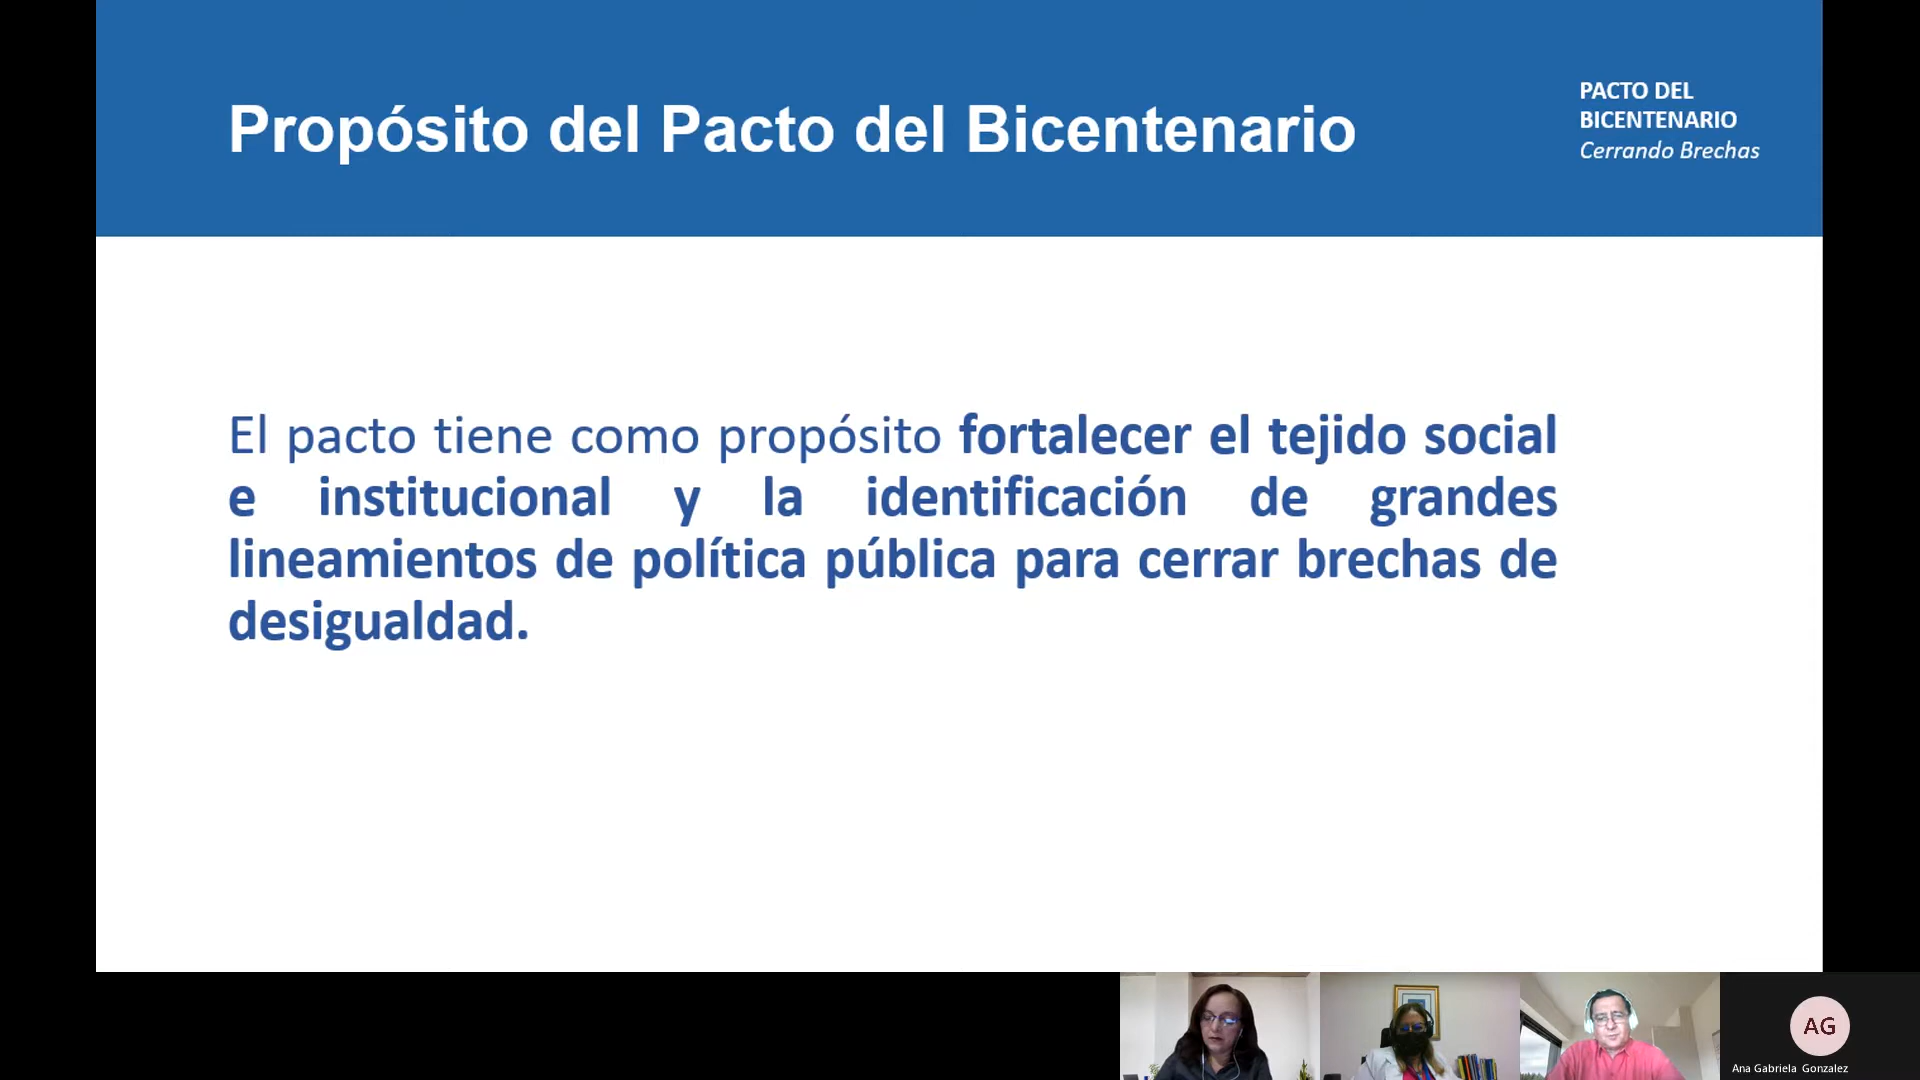 Propósito del Pacto del Bicentenario
PACTO DEL
BICENTENARIO
Cerrando Brechas
El pacto tiene como propósito fortalecer el tejido social
e institucional y la identificación de grandes
lineamientos de política pública para cerrar brechas de
desigualdad.
AG
Ana Gabriela Gonzalez